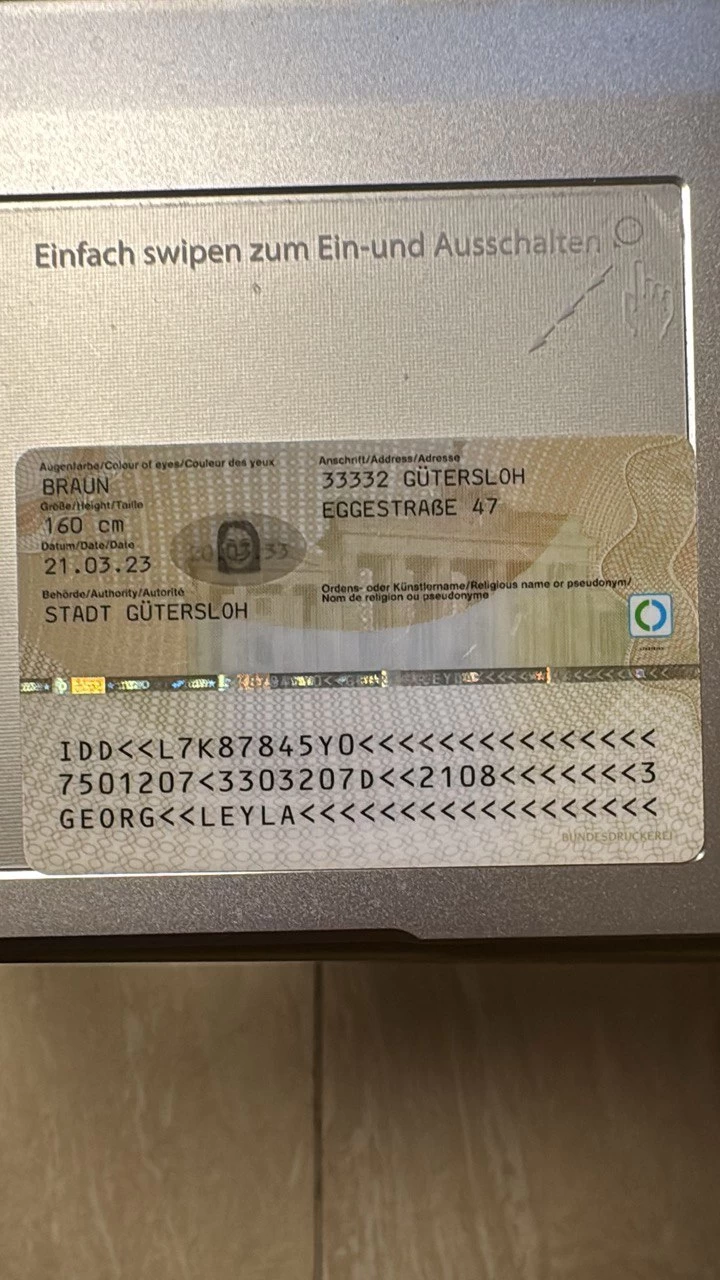 Einfach swipen zum Ein-und Ausschalten
Augenfarbe/Colour of eyes/Couleur des yeux
BRAUN
Größe/Height/Taille
160 cm
Datum/Date/Date
21.03.23
Behörde/Authority/Autorité
STADT GÜTERSLOH
Anschrift/Address/Adresse
33332 GÜTERSLOH
EGGESTRAẞE 47
Ordens- oder Künstlername/Religious name or pseudonym/
Nom de religion ou pseudonyme
IDD<<L7K87845Y0<<<<<<<<<<<<<<<
7501207<3303207D<<2108<<<<<<<3
GEORG<<LEYLA<<<<<<<<<<<<<<<<<<
BUNDESDRUCKEREI